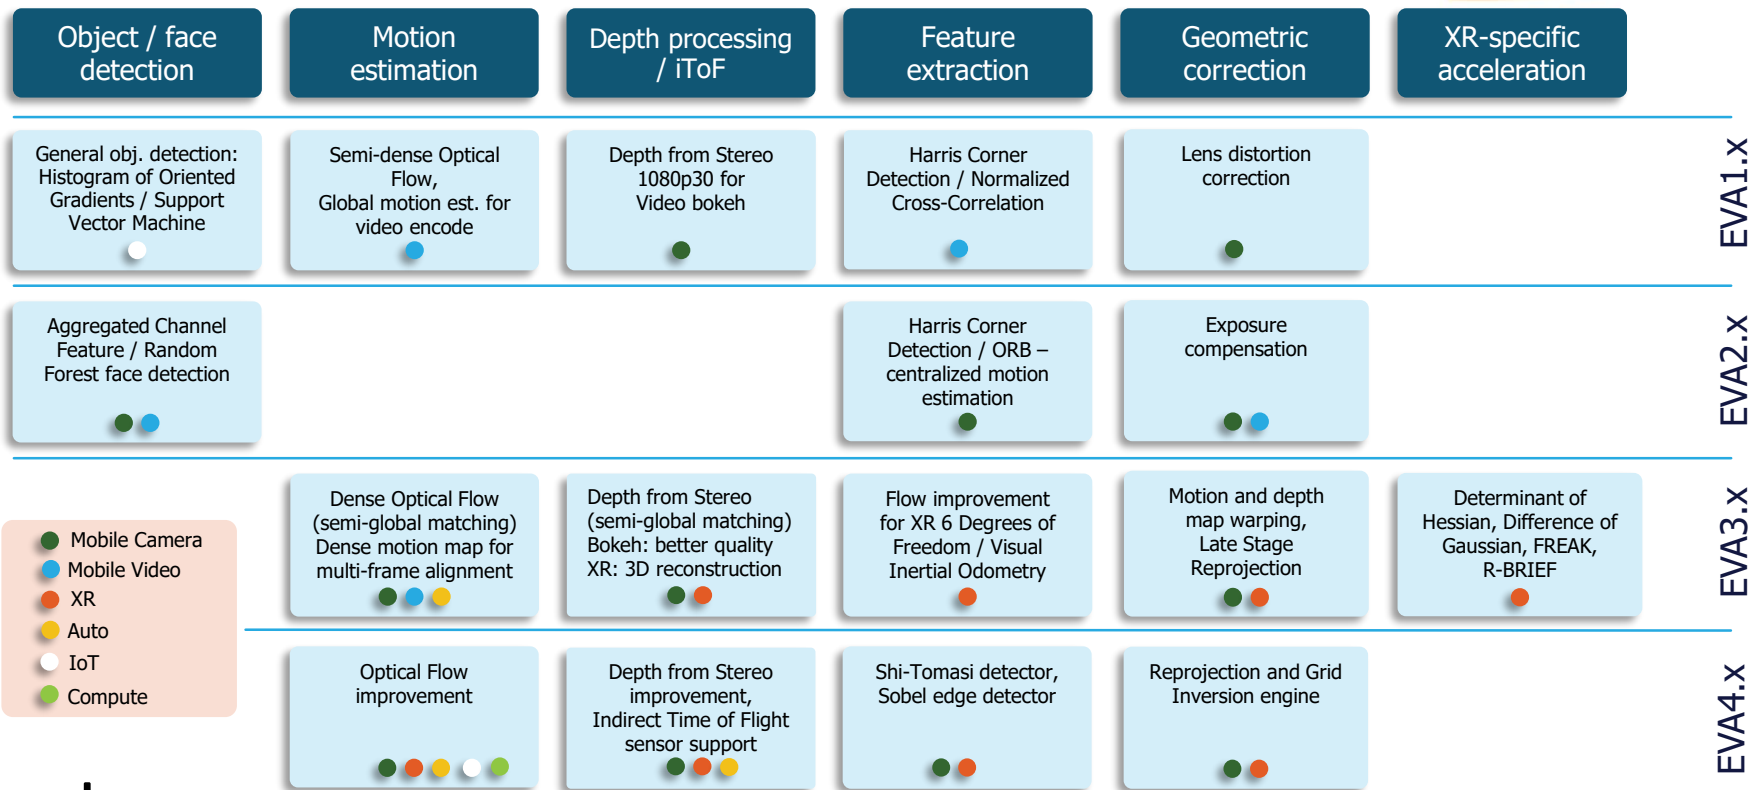 Object / face
detection
Motion
estimation
Depth processing
/ iToF
Feature
extraction
Geometric
correction
XR-specific
acceleration
General obj. detection:
Histogram of Oriented
Gradients / Support
Vector Machine
Semi-dense Optical
Flow,
Global motion est. for
video encode
Depth from Stereo
1080p30 for
Video bokeh
Harris Corner
Detection / Normalized
Cross-Correlation
Lens distortion
correction
EVA1.x
Aggregated Channel
Feature / Random
Forest face detection
Harris Corner
Detection / ORB –
centralized motion
estimation
Exposure
compensation
EVA2.x
Dense Optical Flow
(semi-global matching)
Dense motion map for
multi-frame alignment
Depth from Stereo
(semi-global matching)
Bokeh: better quality
XR: 3D reconstruction
Flow improvement
for XR 6 Degrees of
Freedom / Visual
Inertial Odometry
Motion and depth
map warping,
Late Stage
Reprojection
Determinant of
Hessian, Difference of
Gaussian, FREAK,
R-BRIEF
EVA3.x
Mobile Camera
Mobile Video
XR
Auto
IoT
Compute
Optical Flow
improvement
Depth from Stereo
improvement,
Indirect Time of Flight
sensor support
Shi-Tomasi detector,
Sobel edge detector
Reprojection and Grid
Inversion engine
EVA4.x